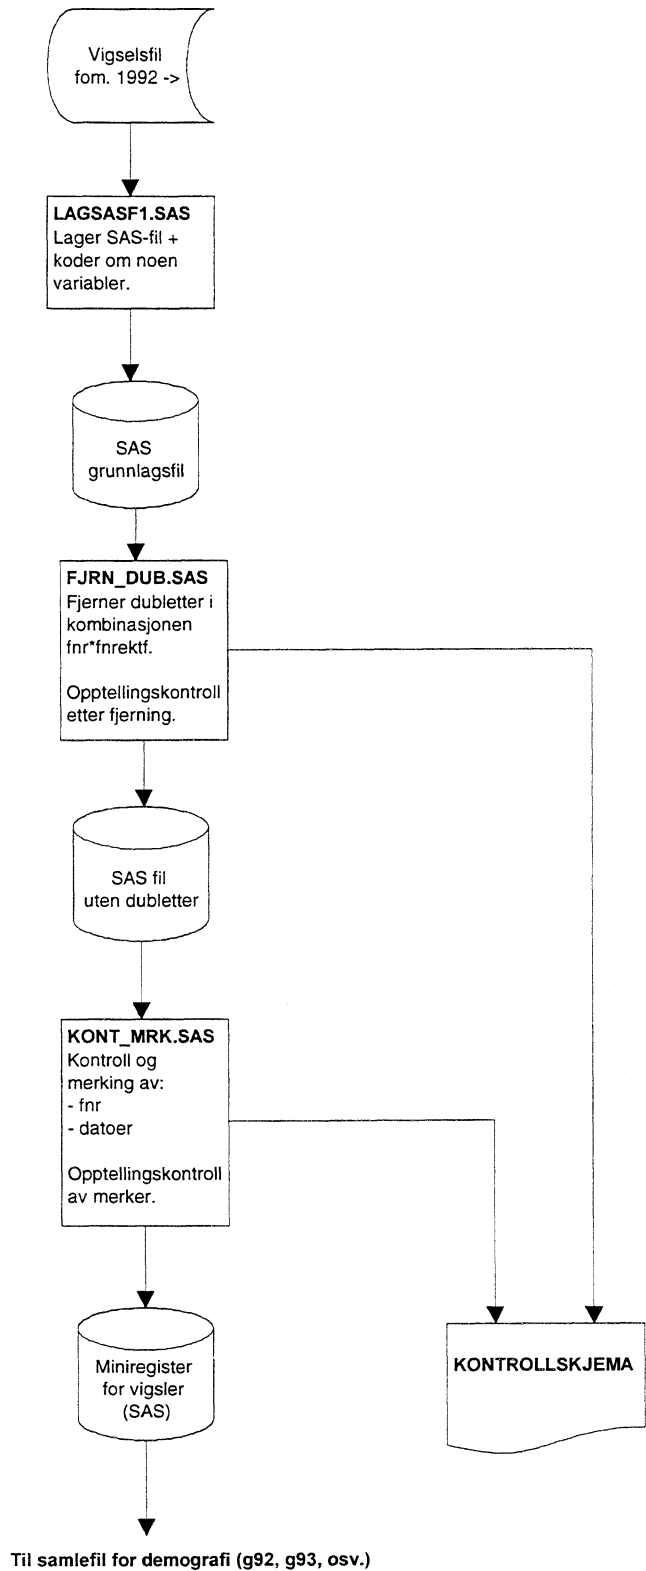 Vigselsfil
fom. 1992 ->
LAGSASF1.SAS
Lager SAS-fil +
koder om noen
variabler.
SAS
grunnlagsfil
FJRN_DUB.SAS
Fjerner dubletter i
kombinasjonen
fnr*fnrektf.
Opptellingskontroll
etter fjerning.
SAS fil
uten dubletter
KONT_MRK.SAS
Kontroll og
merking av:
- fnr
- datoer
Opptellingskontroll
av merker.
Miniregister
for vigsler
(SAS)
KONTROLLSKJEMA
Til samlefil for demografi (g92, g93, osv.)